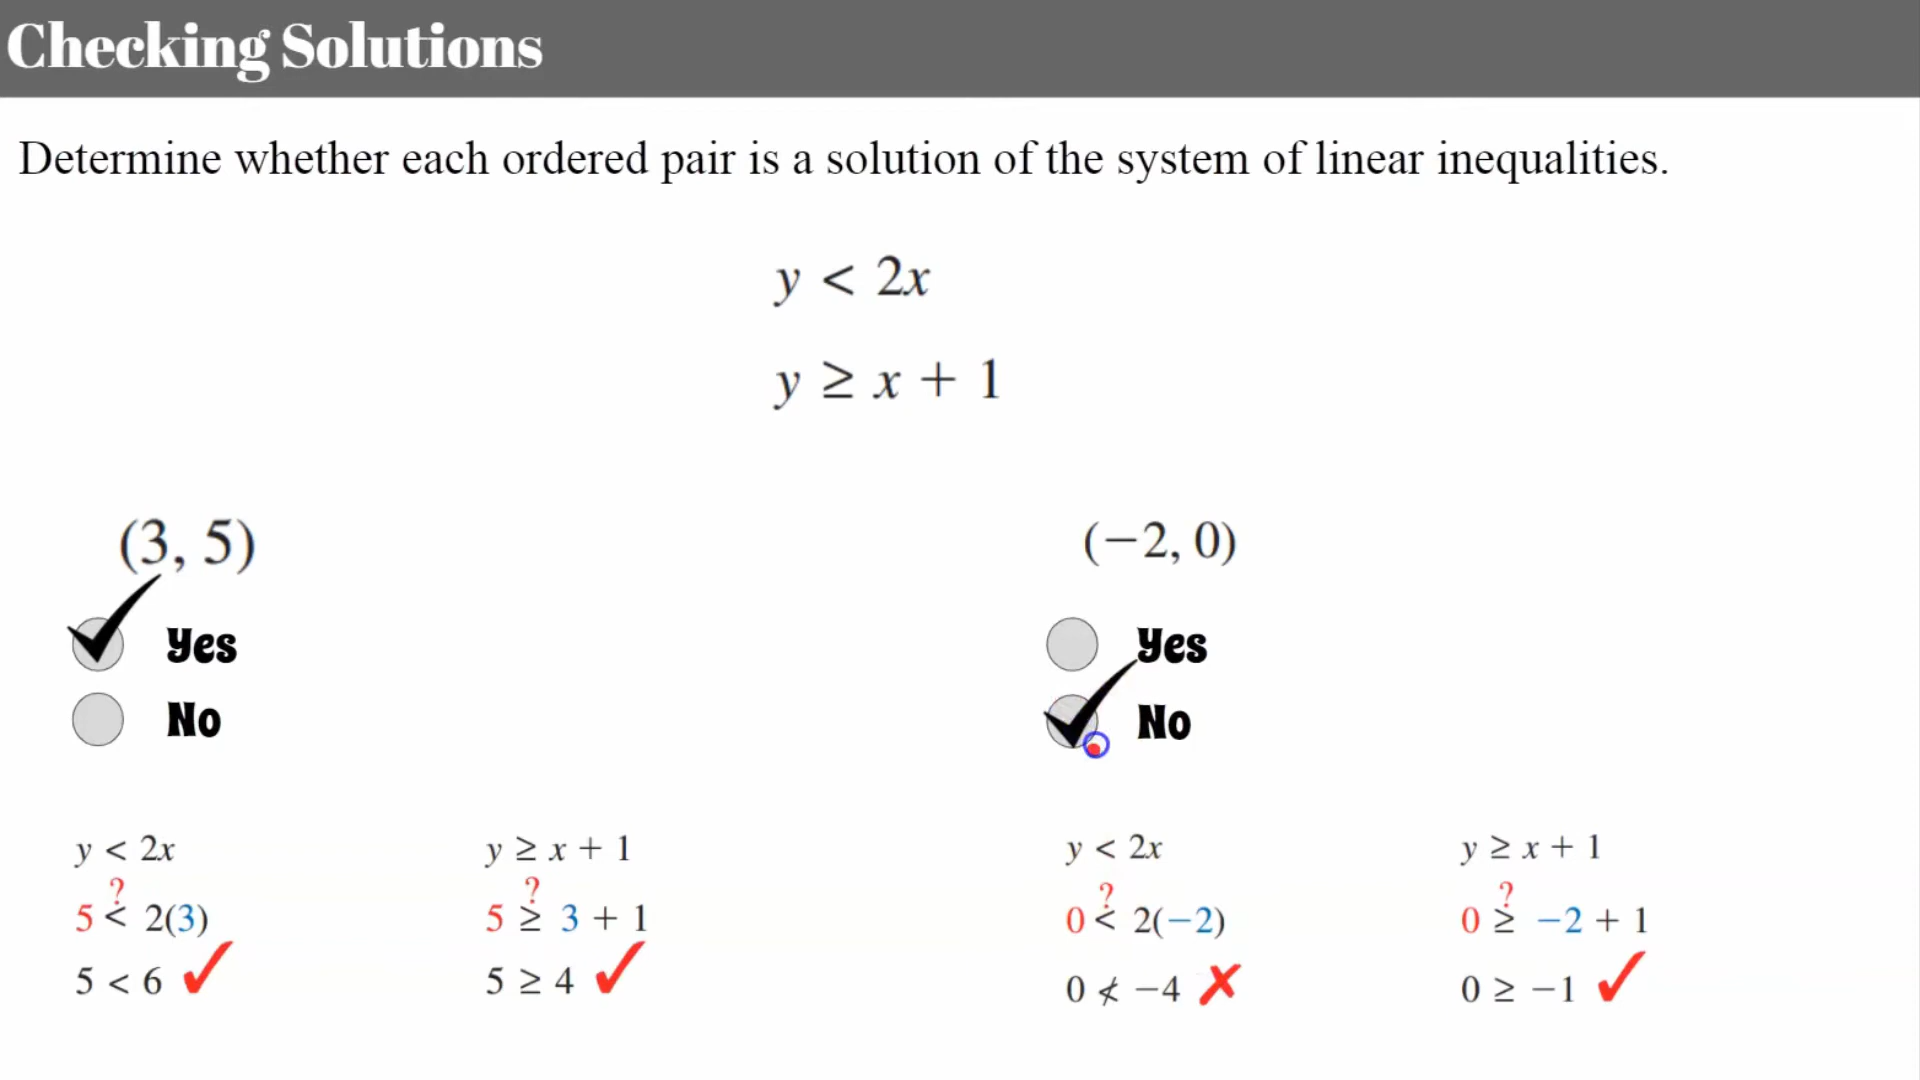 Checking Solutions
Determine whether each ordered pair is a solution of the system of linear inequalities.
y < 2x
y ≥ x + 1
(3, 5)
Yes
No
y < 2x
?
5 < 2(3)
5 < 6 ✓
y ≥ x + 1
?
5 ≥ 3 + 1
5 ≥ 4 ✓
(−2, 0)
Yes
No
y < 2x
?
0 < 2(−2)
0 ≮ −4 ✗
y ≥ x + 1
?
0 ≥ −2 + 1
0 ≥ −1 ✓